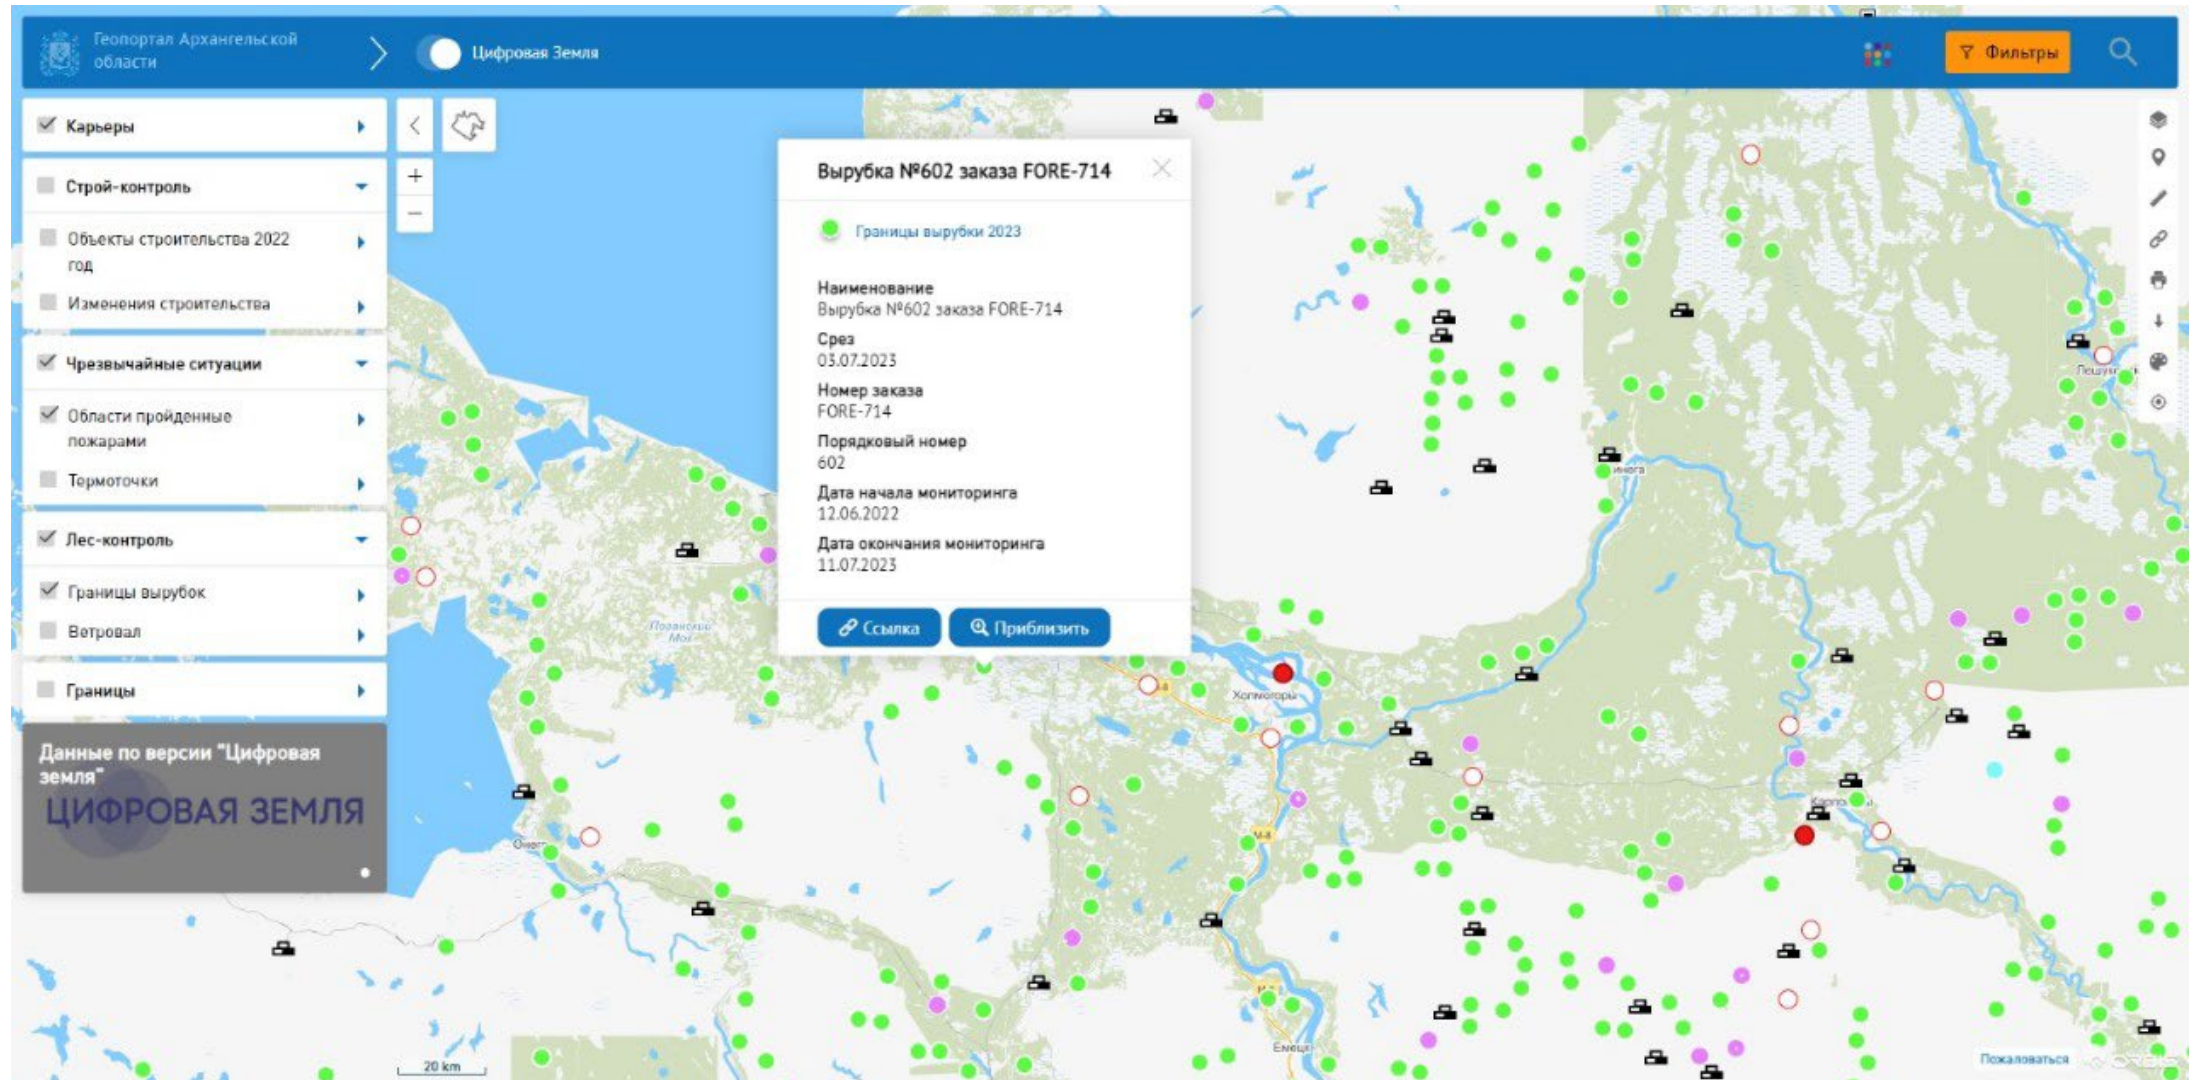 Геопортал Архангельской
области
Цифровая Земля
Фильтры
Карьеры
Строй-контроль
Объекты строительства 2022
год
Изменения строительства
Чрезвычайные ситуации
Области пройденные
пожарами
Термоточки
Лес-контроль
Границы вырубок
Ветровал
Границы
Данные по версии "Цифровая
земля"
ЦИФРОВАЯ ЗЕМЛЯ
Вырубка №602 заказа FORE-714
Границы вырубки 2023
Наименование
Вырубка №602 заказа FORE-714
Срез
03.07.2023
Номер заказа
FORE-714
Порядковый номер
602
Дата начала мониторинга
12.06.2022
Дата окончания мониторинга
11.07.2023
Ссылка
Приблизить
Холмогоры
М-8
Емецк
20 km
Пожаловаться